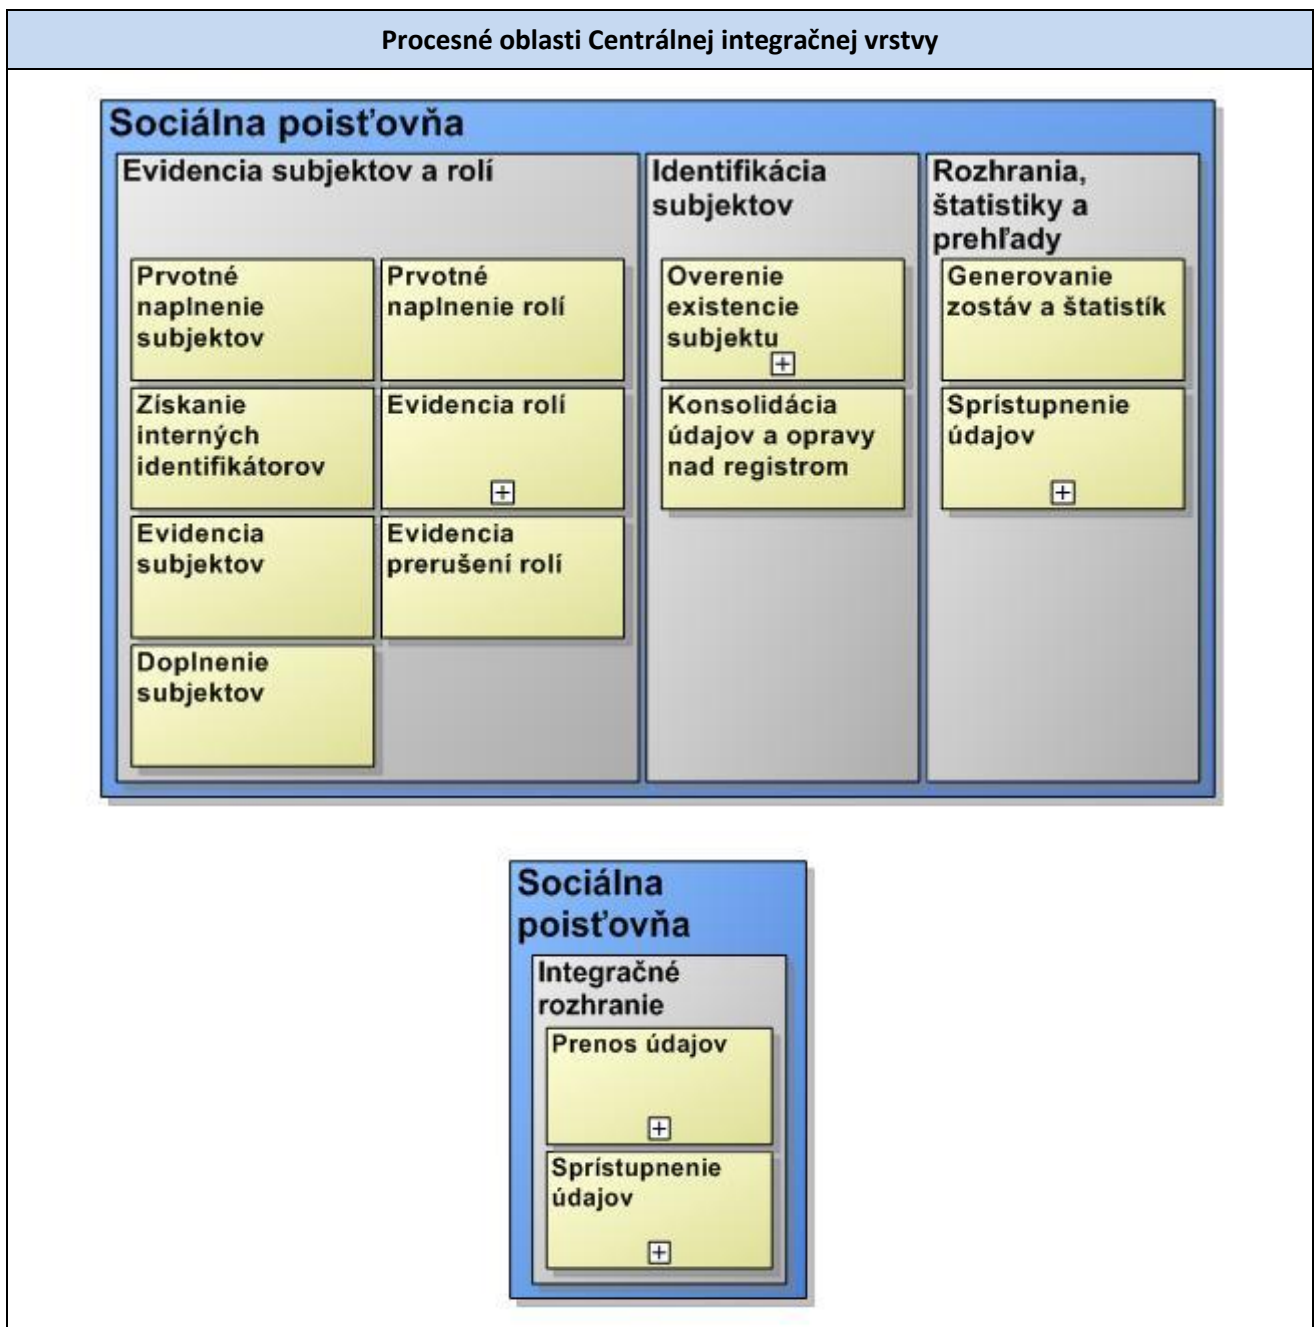 Procesné oblasti Centrálnej integračnej vrstvy
Sociálna poisťovňa
Evidencia subjektov a rolí
Prvotné
naplnenie
subjektov
Prvotné
naplnenie rolí
Získanie
interných
identifikátorov
Evidencia rolí
Evidencia
subjektov
Evidencia
prerušení rolí
Doplnenie
subjektov
Identifikácia
subjektov
Overenie
existencie
subjektu
Konsolidácia
údajov a opravy
nad registrom
Rozhrania,
štatistiky a
prehľady
Generovanie
zostáv a štatistík
Sprístupnenie
údajov
Sociálna
poisťovňa
Integračné
rozhranie
Prenos údajov
Sprístupnenie
údajov